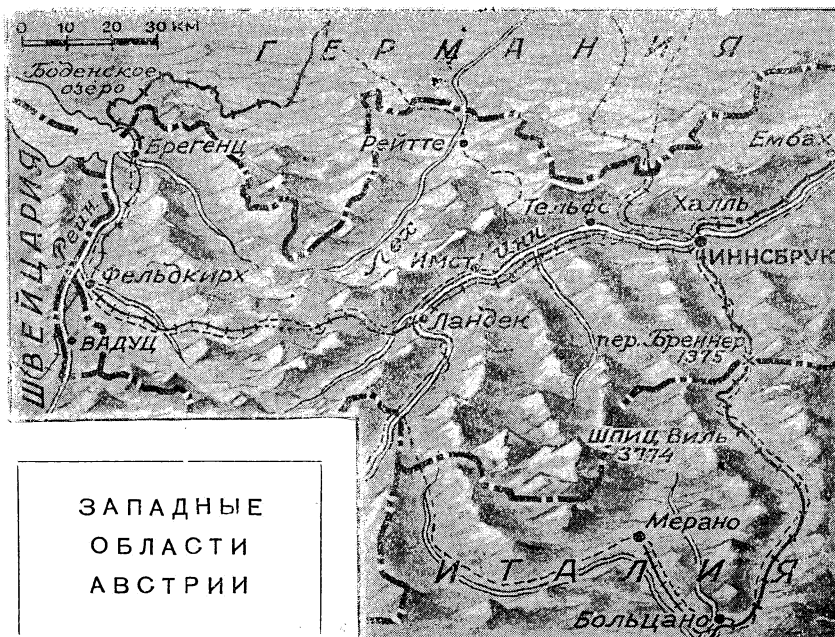 0 10 20 30 КМ
ГЕРМАНИЯ
Боденское
озеро
Брегенц
Рейтте
Ембах
ШВЕЙЦАРИЯ
Рейн
Лех
Тельфс
Халль
Имст
Инн
ИННСБРУК
Фельдкирх
Ландек
ВАДУЦ
пер. Бреннер
1375
ШПИЦ ВИЛЬ
3774
Мерано
ИТАЛИЯ
Больцано
ЗАПАДНЫЕ
ОБЛАСТИ
АВСТРИИ